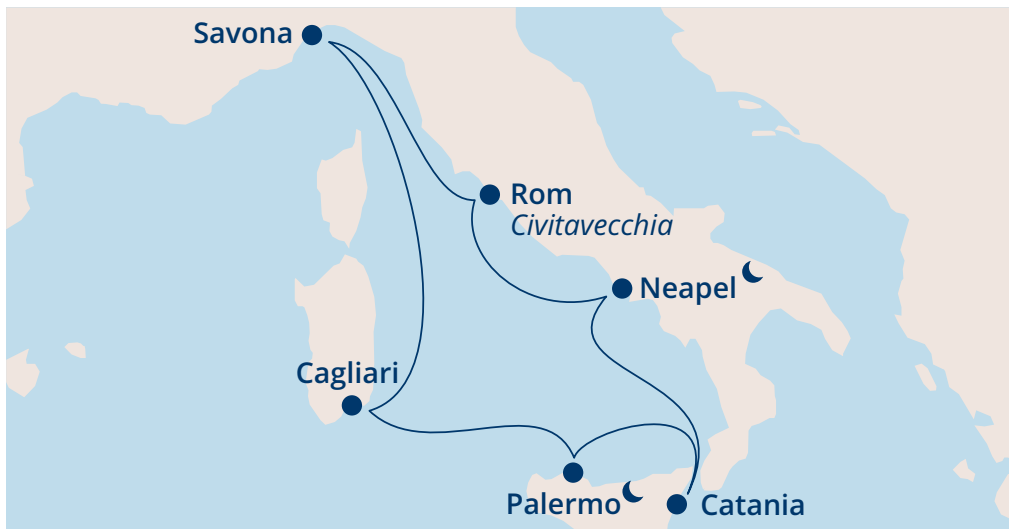 Savona
Rom
Civitavecchia
Neapel
Cagliari
Palermo
Catania